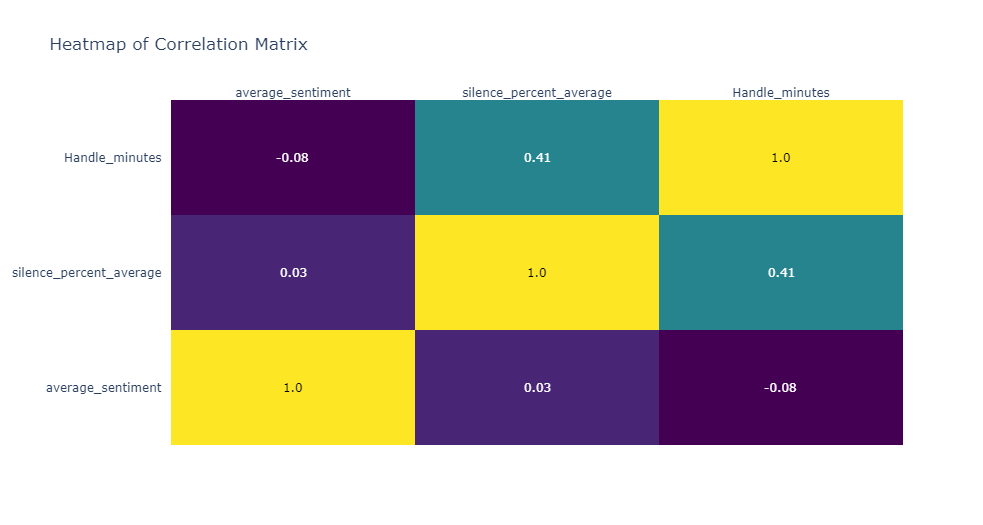 Heatmap of Correlation Matrix
average_sentiment silence_percent_average Handle_minutes
Handle_minutes -0.08 0.41 1.0
silence_percent_average 0.03 1.0 0.41
average_sentiment 1.0 0.03 -0.08